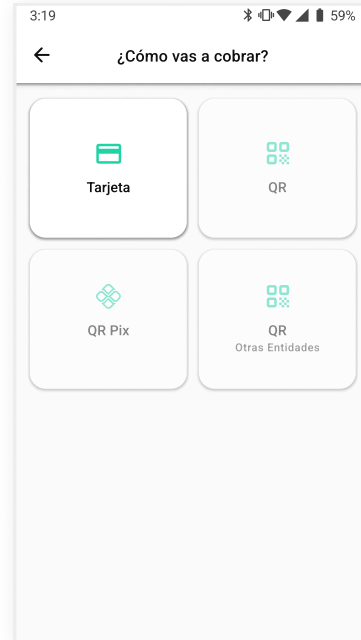 3:19 59%
¿Cómo vas a cobrar?
Tarjeta QR
QR Pix QR
Otras Entidades